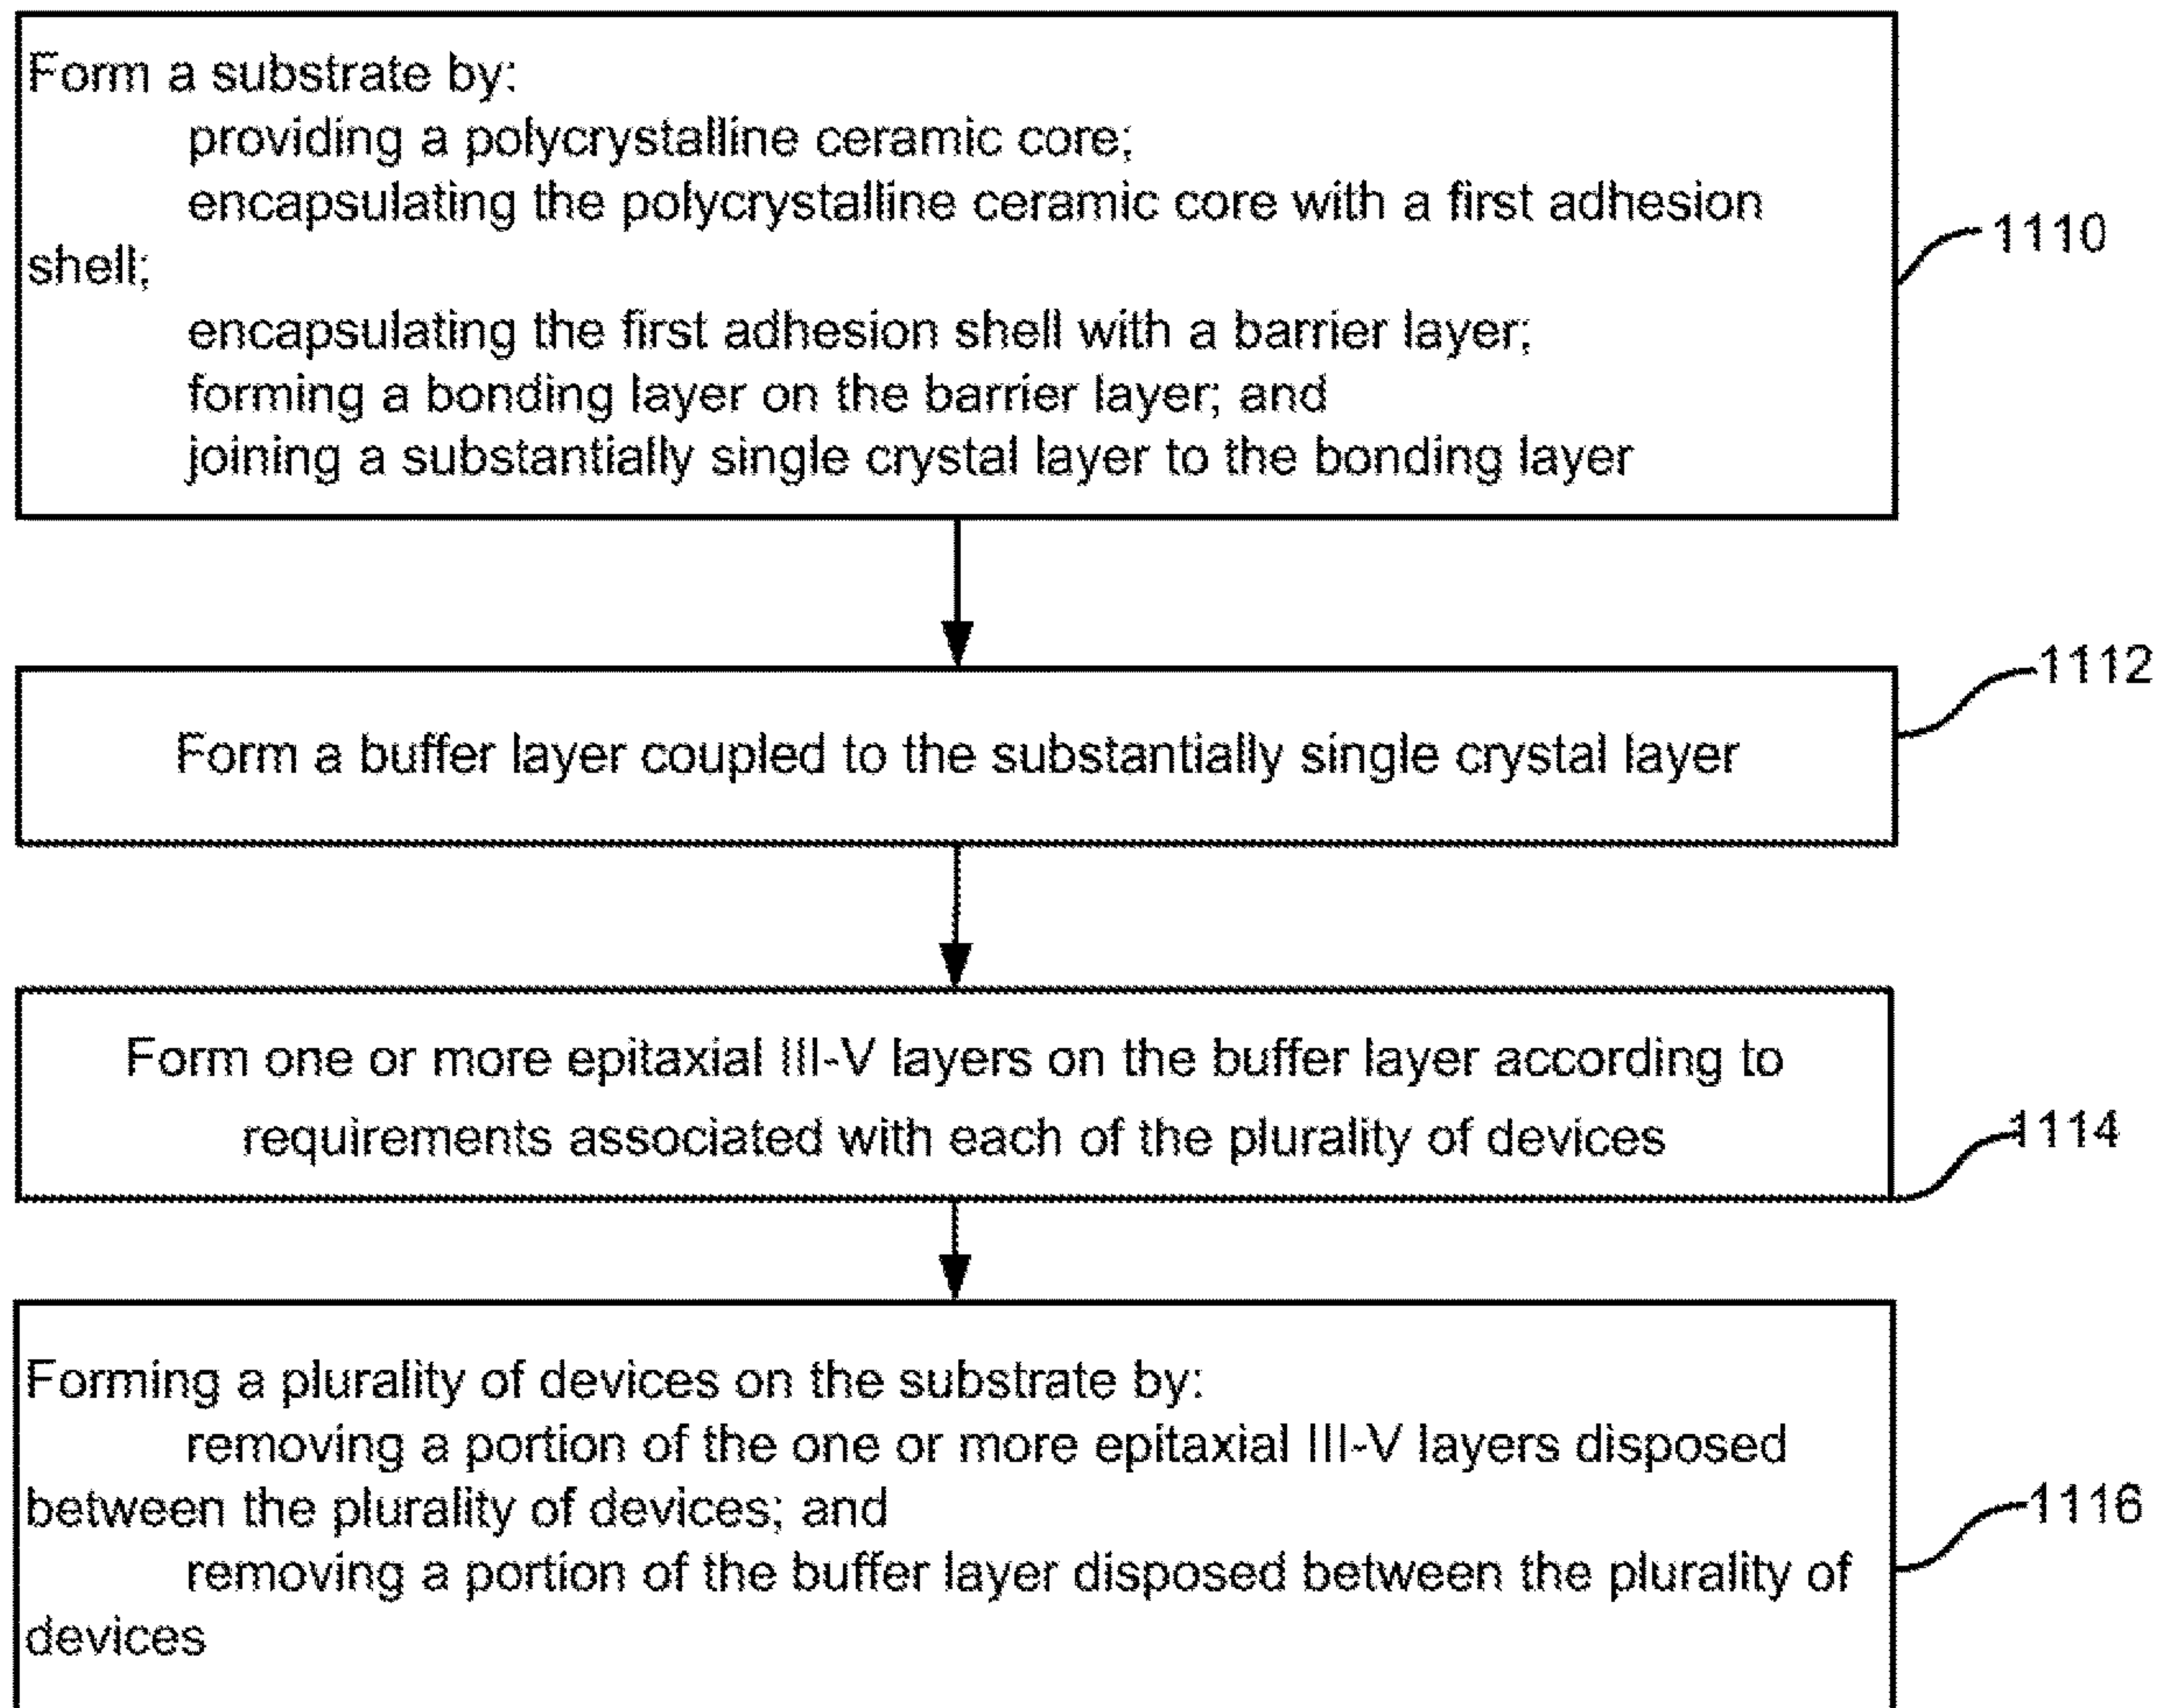 Form a substrate by:
providing a polycrystalline ceramic core;
encapsulating the polycrystalline ceramic core with a first adhesion
shell;
encapsulating the first adhesion shell with a barrier layer;
forming a bonding layer on the barrier layer; and
joining a substantially single crystal layer to the bonding layer
1110
Form a buffer layer coupled to the substantially single crystal layer
1112
Form one or more epitaxial III-V layers on the buffer layer according to
requirements associated with each of the plurality of devices
1114
Forming a plurality of devices on the substrate by:
removing a portion of the one or more epitaxial III-V layers disposed
between the plurality of devices; and
removing a portion of the buffer layer disposed between the plurality of
devices
1116